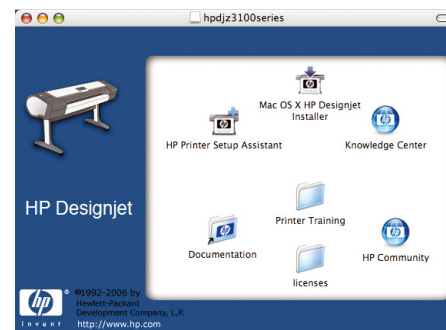 hpdjz3100series
Mac OS X HP Designjet
Installer
HP Printer Setup Assistant
Knowledge Center
HP Designjet
Printer Training
Documentation
HP Community
licenses
hp
®
invent
©1992-2006 by
Hewlett-Packard
Development Company, L.P.
http://www.hp.com